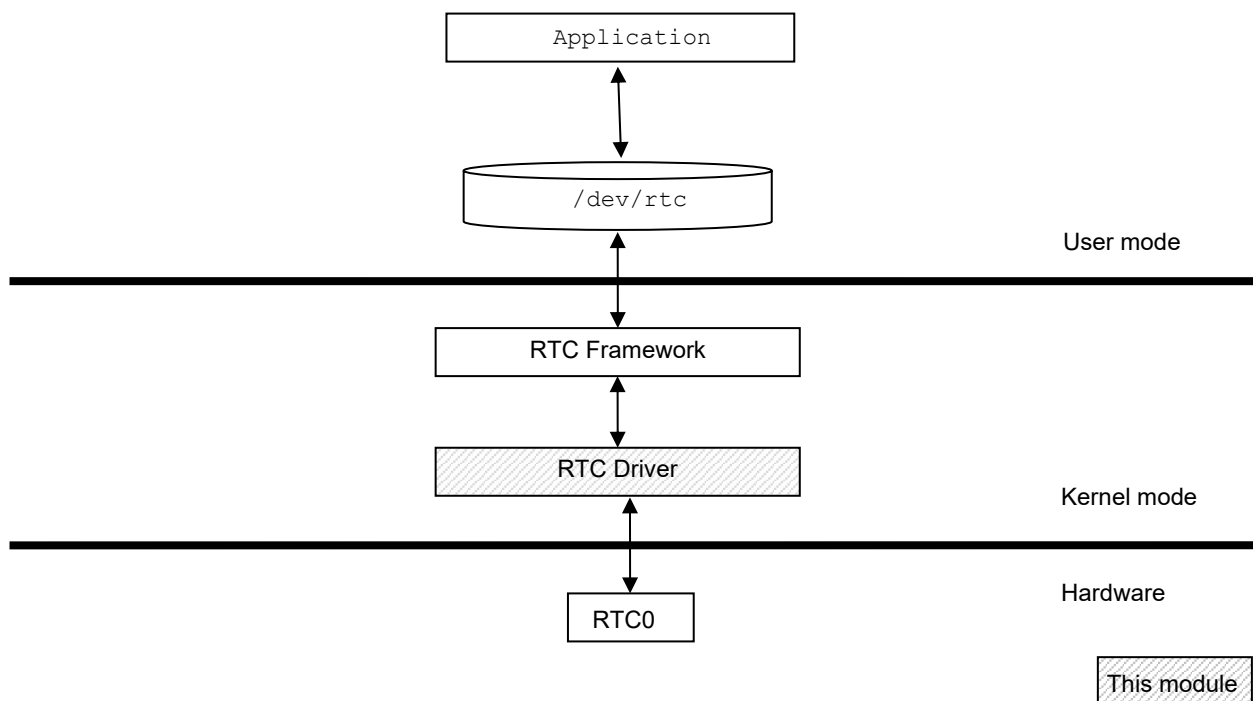 Application
/dev/rtc
User mode
RTC Framework
RTC Driver
Kernel mode
Hardware
RTC0
This module